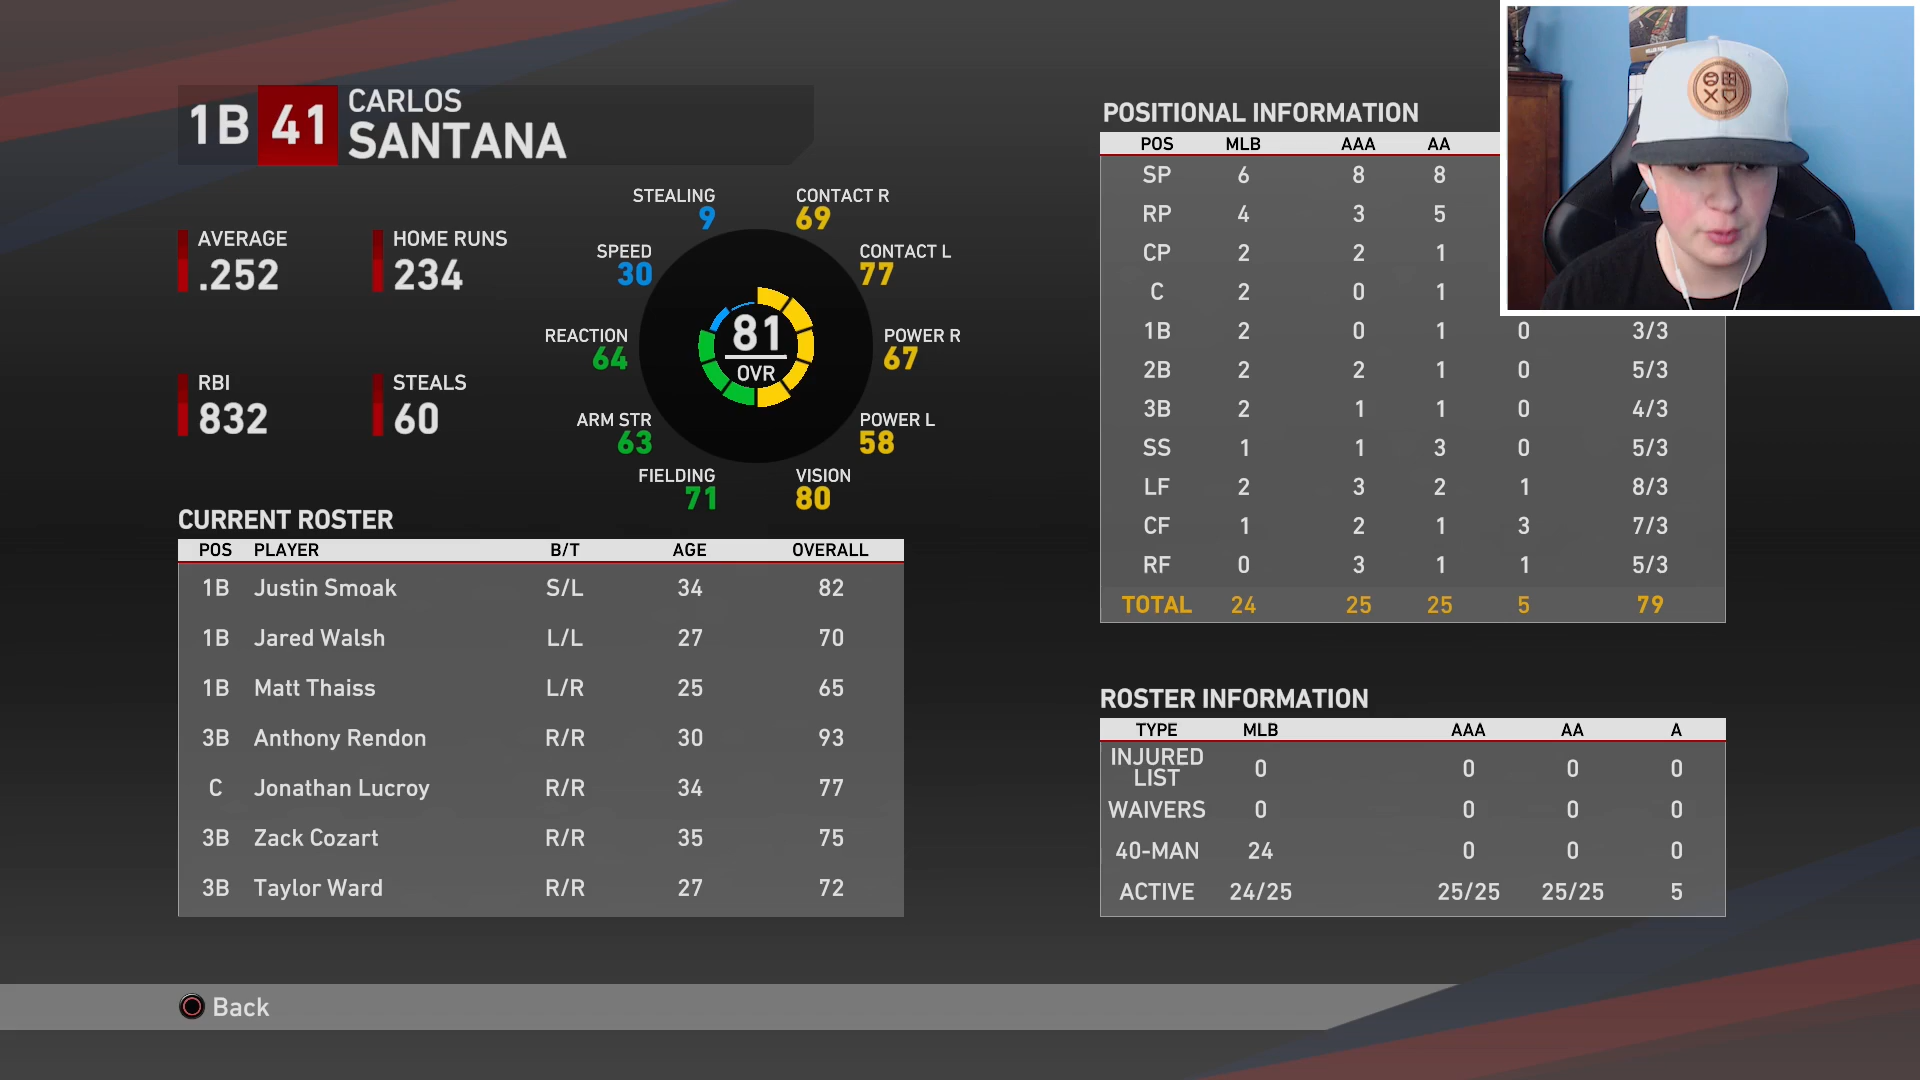 1B 41 CARLOS SANTANA
AVERAGE
.252
HOME RUNS
234
RBI
832
STEALS
60
STEALING
9
CONTACT R
69
SPEED
30
CONTACT L
77
REACTION
64
POWER R
67
ARM STR
63
POWER L
58
FIELDING
71
VISION
80
81
OVR
CURRENT ROSTER
POS PLAYER B/T AGE OVERALL
1B Justin Smoak S/L 34 82
1B Jared Walsh L/L 27 70
1B Matt Thaiss L/R 25 65
3B Anthony Rendon R/R 30 93
C Jonathan Lucroy R/R 34 77
3B Zack Cozart R/R 35 75
3B Taylor Ward R/R 27 72
POSITIONAL INFORMATION
POS MLB AAA AA
SP 6 8 8
RP 4 3 5
CP 2 2 1
C 2 0 1
1B 2 0 1 0 3/3
2B 2 2 1 0 5/3
3B 2 1 1 0 4/3
SS 1 1 3 0 5/3
LF 2 3 2 1 8/3
CF 1 2 1 3 7/3
RF 0 3 1 1 5/3
TOTAL 24 25 25 5 79
ROSTER INFORMATION
TYPE MLB AAA AA A
INJURED LIST 0 0 0 0
WAIVERS 0 0 0 0
40-MAN 24 0 0 0
ACTIVE 24/25 25/25 25/25 5
Back